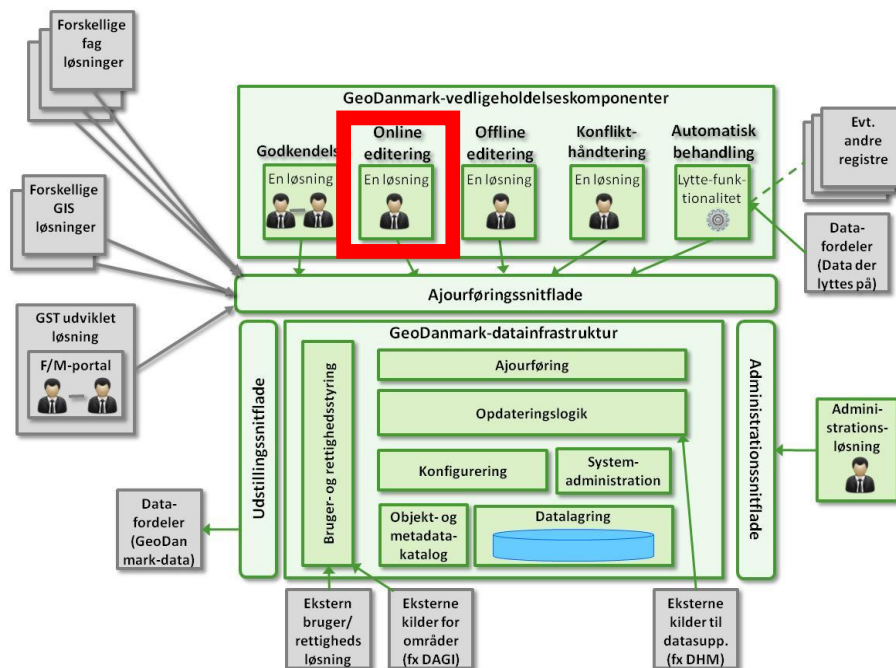 Forskellige
fag
løsninger
Forskellige
GIS
løsninger
GST udviklet
løsning
F/M-portal
GeoDanmark-vedligeholdelseskomponenter
Godkendels
En løsning
Online
editering
En løsning
Offline
editering
En løsning
Konflikt-
håndtering
En løsning
Automatisk
behandling
Lytte-funk-
tionalitet
Evt.
andre
registre
Data-
fordeler
(Data der
lyttes på)
Ajourføringssnitflade
Udstillingssnitflade
GeoDanmark-datainfrastruktur
Bruger- og rettighedsstyring
Ajourføring
Opdateringslogik
Konfigurering
System-
administration
Objekt- og
metadata-
katalog
Datalagring
Administrationssnitflade
Admini-
strations-
løsning
Data-
fordeler
(GeoDan
mark-data)
Ekstern
bruger/
rettigheds
løsning
Eksterne
kilder for
områder
(fx DAGI)
Eksterne
kilder til
datasupp.
(fx DHM)